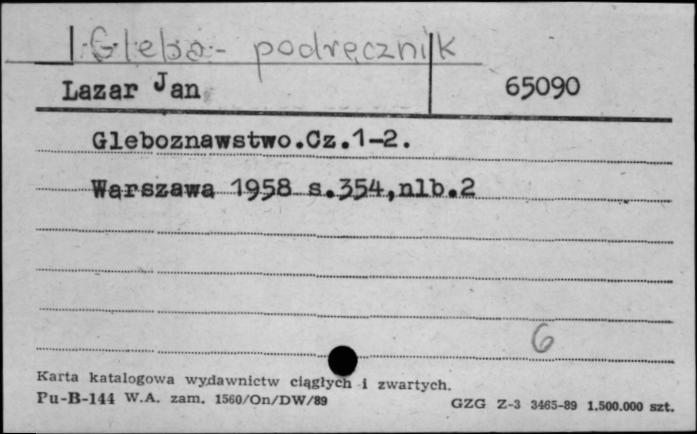 1. Gleba - podręcznik
Lazar Jan
65090
Gleboznawstwo.Cz.1-2.
Warszawa 1958 s.354,nlb.2
6
Karta katalogowa wydawnictw ciągłych i zwartych.
Pu-B-144 W.A. zam. 1560/On/DW/89
GZG Z-3 3465-89 1.500.000 szt.